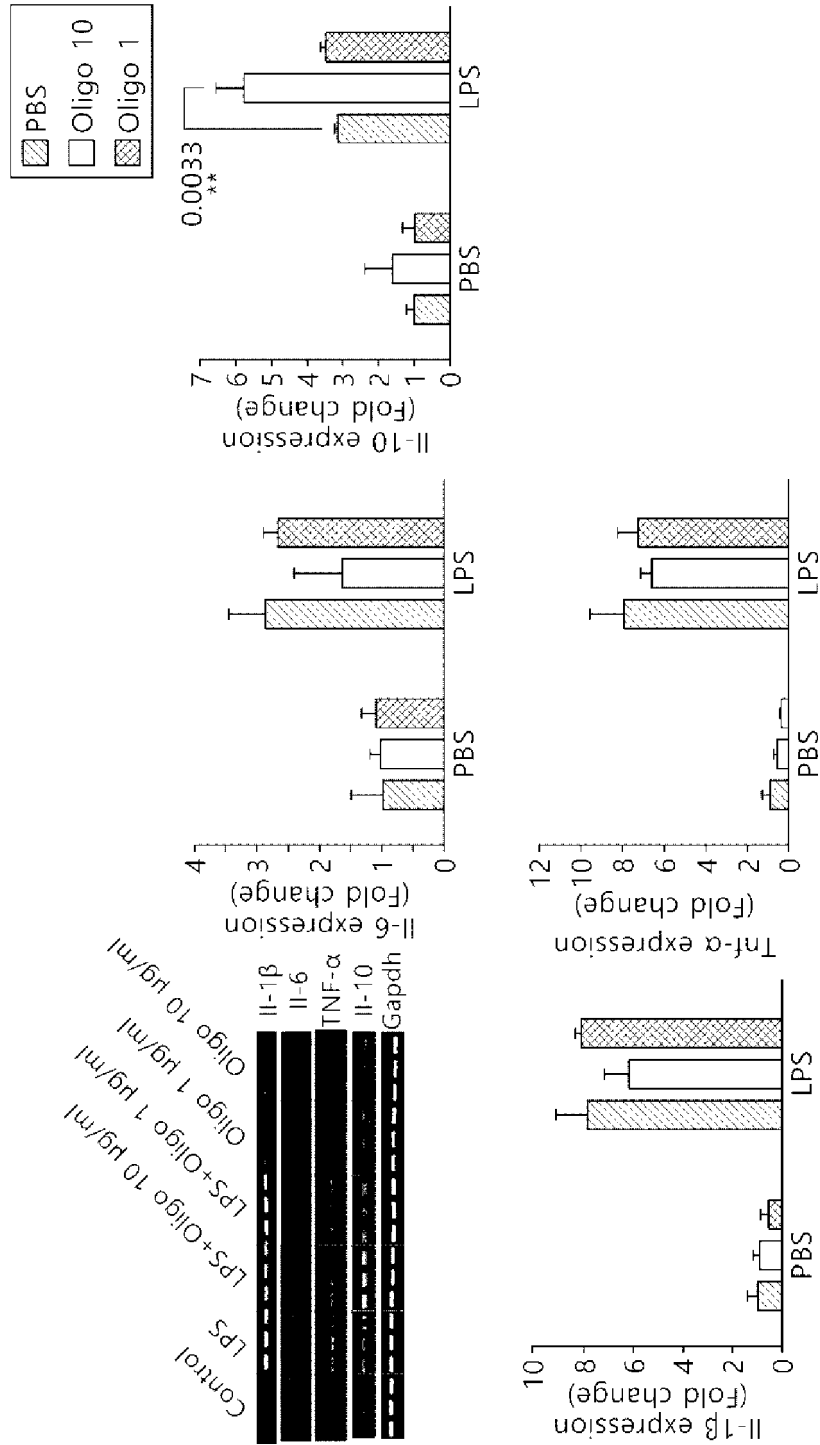 Control
LPS
LPS+Oligo 10 µg/ml
LPS+Oligo 1 µg/ml
Oligo 1 µg/ml
Oligo 10 µg/ml
Il-1β
Il-6
TNF-α
Il-10
Gapdh
Il-6 expression
(Fold change)
4
3
2
1
0
PBS
LPS
Il-10 expression
(Fold change)
7
6
5
4
3
2
1
0
PBS
LPS
0.0033
**
PBS
Oligo 10
Oligo 1
Il-1β expression
(Fold change)
10
8
6
4
2
0
PBS
LPS
Tnf-α expression
(Fold change)
12
10
8
6
4
2
0
PBS
LPS